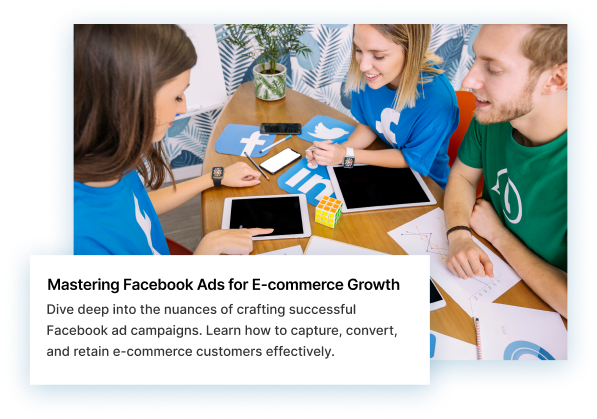 in
Mastering Facebook Ads for E-commerce Growth
Dive deep into the nuances of crafting successful
Facebook ad campaigns. Learn how to capture, convert,
and retain e-commerce customers effectively.